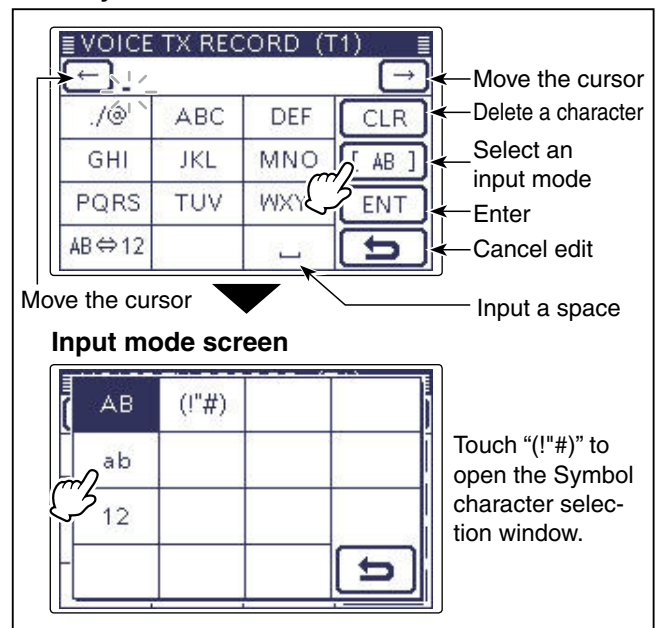 VOICE TX RECORD (T1)
← →
Move the cursor
./@ ABC DEF CLR
Delete a character
GHI JKL MNO [ AB ]
Select an
input mode
PQRS TUV ENT
Enter
AB⇔12 ␣
Cancel edit
Move the cursor
Input a space
Input mode screen
AB (!"#)
ab
12
Touch “(!"#)” to
open the Symbol
character selec-
tion window.